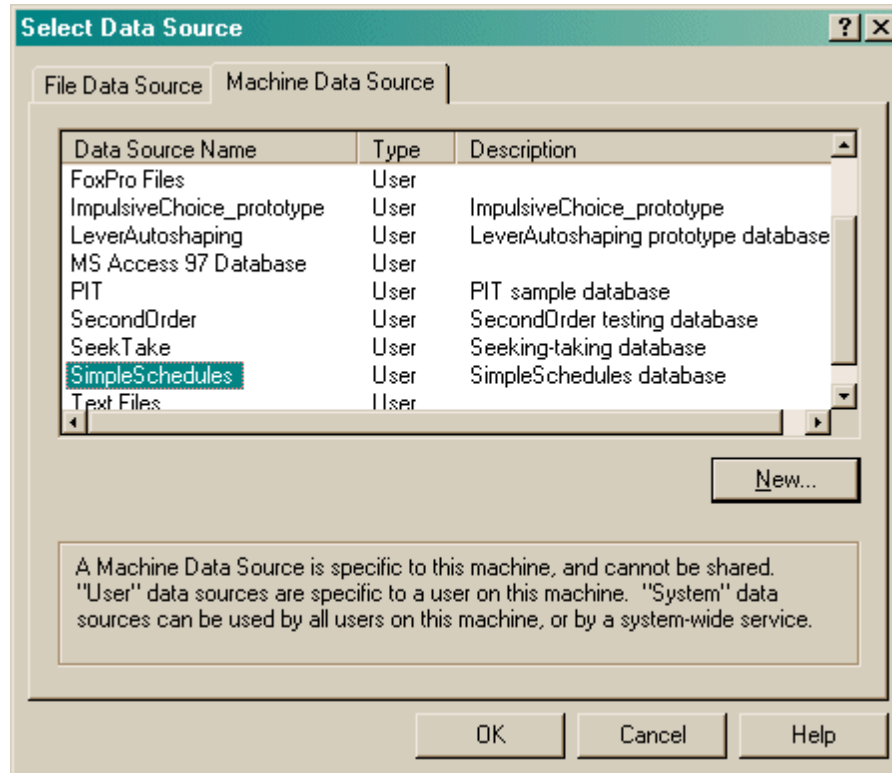 Select Data Source
File Data Source Machine Data Source
Data Source Name Type Description
FoxPro Files User
ImpulsiveChoice_prototype User ImpulsiveChoice_prototype
LeverAutoshaping User LeverAutoshaping prototype database
MS Access 97 Database User
PIT User PIT sample database
SecondOrder User SecondOrder testing database
SeekTake User Seeking-taking database
SimpleSchedules User SimpleSchedules database
Text Files User
New...
A Machine Data Source is specific to this machine, and cannot be shared.
"User" data sources are specific to a user on this machine. "System" data
sources can be used by all users on this machine, or by a system-wide service.
OK Cancel Help